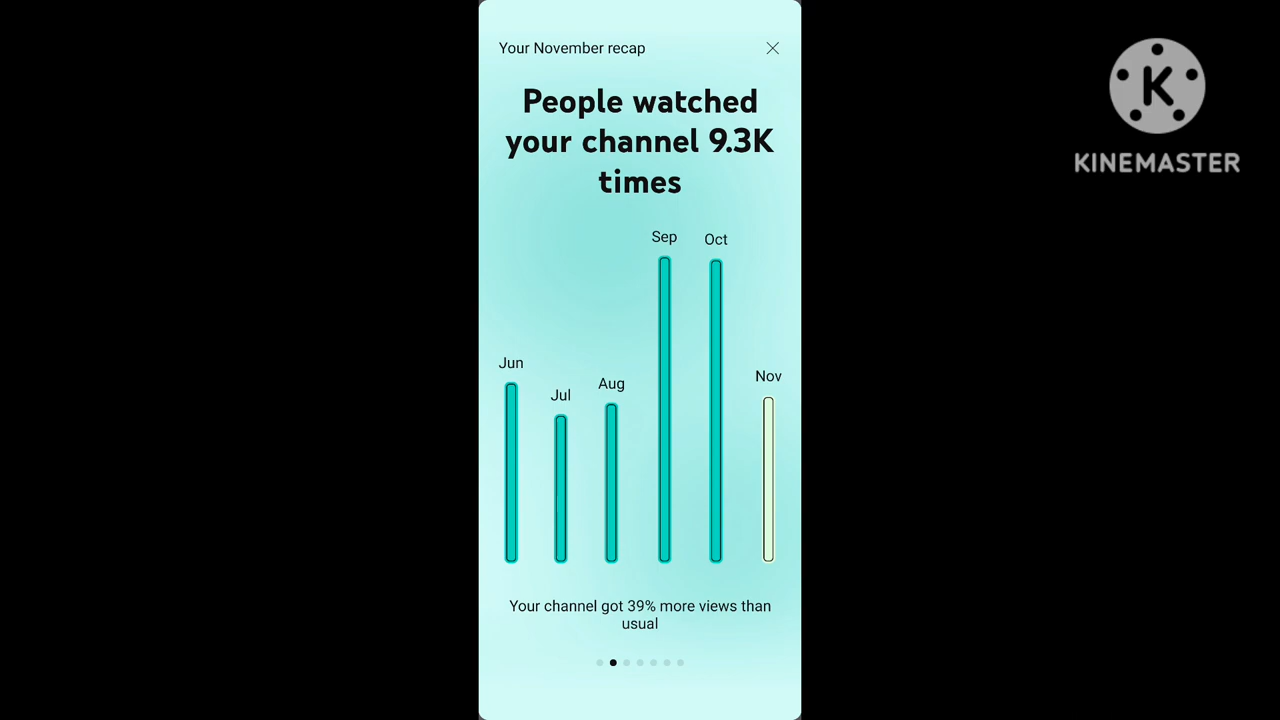 Your November recap
People watched
your channel 9.3K
times
Sep
Oct
Jun
Nov
Aug
Jul
Your channel got 39% more views than
usual
K
KINEMASTER